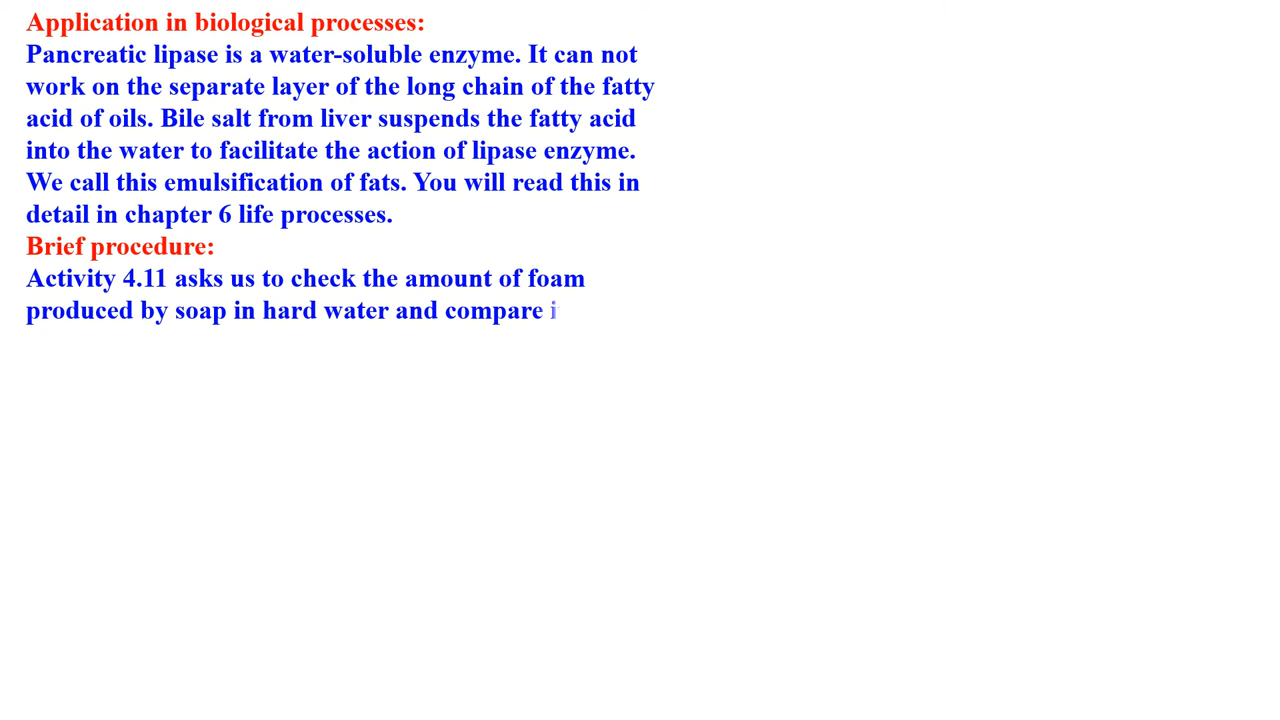 Application in biological processes:
Pancreatic lipase is a water-soluble enzyme. It can not
work on the separate layer of the long chain of the fatty
acid of oils. Bile salt from liver suspends the fatty acid
into the water to facilitate the action of lipase enzyme.
We call this emulsification of fats. You will read this in
detail in chapter 6 life processes.
Brief procedure:
Activity 4.11 asks us to check the amount of foam
produced by soap in hard water and compare